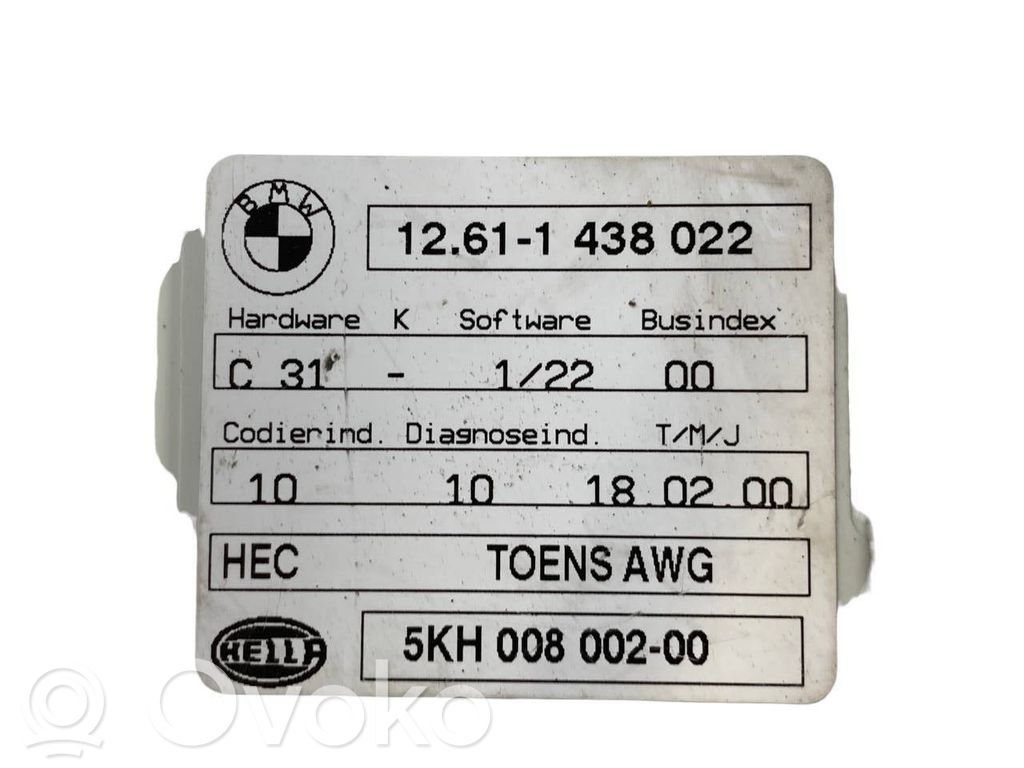 BMW
12.61-1 438 022
Hardware K Software Busindex
C 31 - 1/22 00
Codierind. Diagnoseind. T/M/J
10 10 18.02.00
HEC TOENS AWG
HELLA
5KH 008 002-00
Ovoko